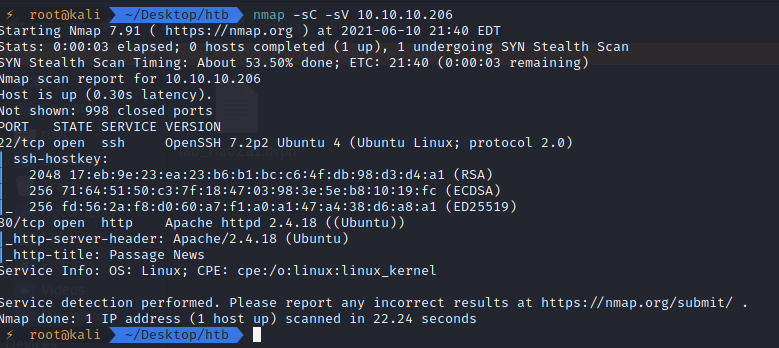 ⚡ root@kali ~/Desktop/htb nmap -sC -sV 10.10.10.206
Starting Nmap 7.91 ( https://nmap.org ) at 2021-06-10 21:40 EDT
Stats: 0:00:03 elapsed; 0 hosts completed (1 up), 1 undergoing SYN Stealth Scan
SYN Stealth Scan Timing: About 53.50% done; ETC: 21:40 (0:00:03 remaining)
Nmap scan report for 10.10.10.206
Host is up (0.30s latency).
Not shown: 998 closed ports
PORT   STATE SERVICE VERSION
22/tcp open  ssh     OpenSSH 7.2p2 Ubuntu 4 (Ubuntu Linux; protocol 2.0)
| ssh-hostkey:
|   2048 17:eb:9e:23:ea:23:b6:b1:bc:c6:4f:db:98:d3:d4:a1 (RSA)
|   256 71:64:51:50:c3:7f:18:47:03:98:3e:5e:b8:10:19:fc (ECDSA)
|_  256 fd:56:2a:f8:d0:60:a7:f1:a0:a1:47:a4:38:d6:a8:a1 (ED25519)
80/tcp open  http    Apache httpd 2.4.18 ((Ubuntu))
|_http-server-header: Apache/2.4.18 (Ubuntu)
|_http-title: Passage News
Service Info: OS: Linux; CPE: cpe:/o:linux:linux_kernel
Service detection performed. Please report any incorrect results at https://nmap.org/submit/ .
Nmap done: 1 IP address (1 host up) scanned in 22.24 seconds
⚡ root@kali ~/Desktop/htb